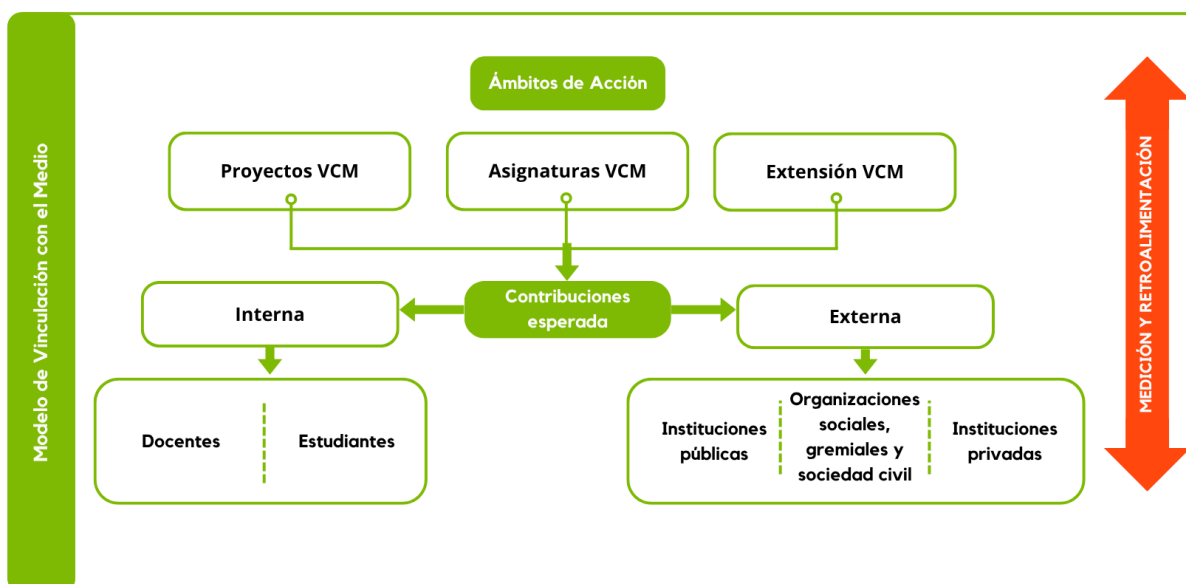 Modelo de Vinculación con el Medio
Ámbitos de Acción
Proyectos VCM
Asignaturas VCM
Extensión VCM
Contribuciones
esperada
Interna
Externa
Docentes
Estudiantes
Instituciones
públicas
Organizaciones
sociales,
gremiales y
sociedad civil
Instituciones
privadas
MEDICIÓN Y RETROALIMENTACIÓN